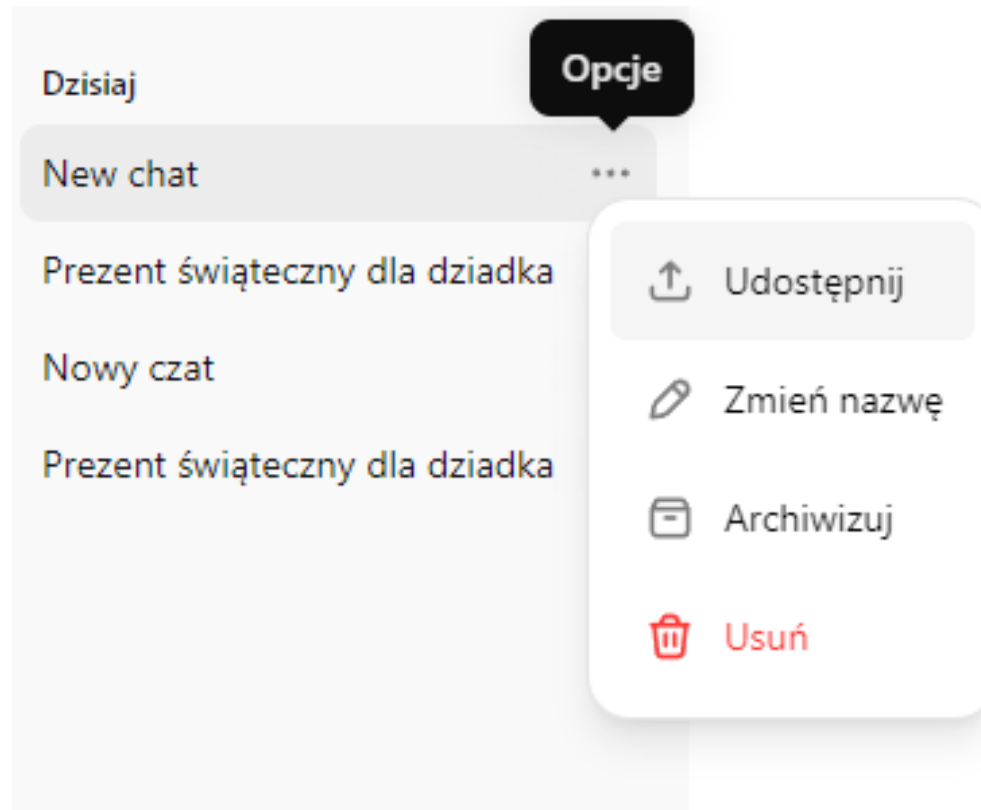 Opcje
Dzisiaj
New chat
Prezent świąteczny dla dziadka
Nowy czat
Prezent świąteczny dla dziadka
Udostępnij
Zmień nazwę
Archiwizuj
Usuń